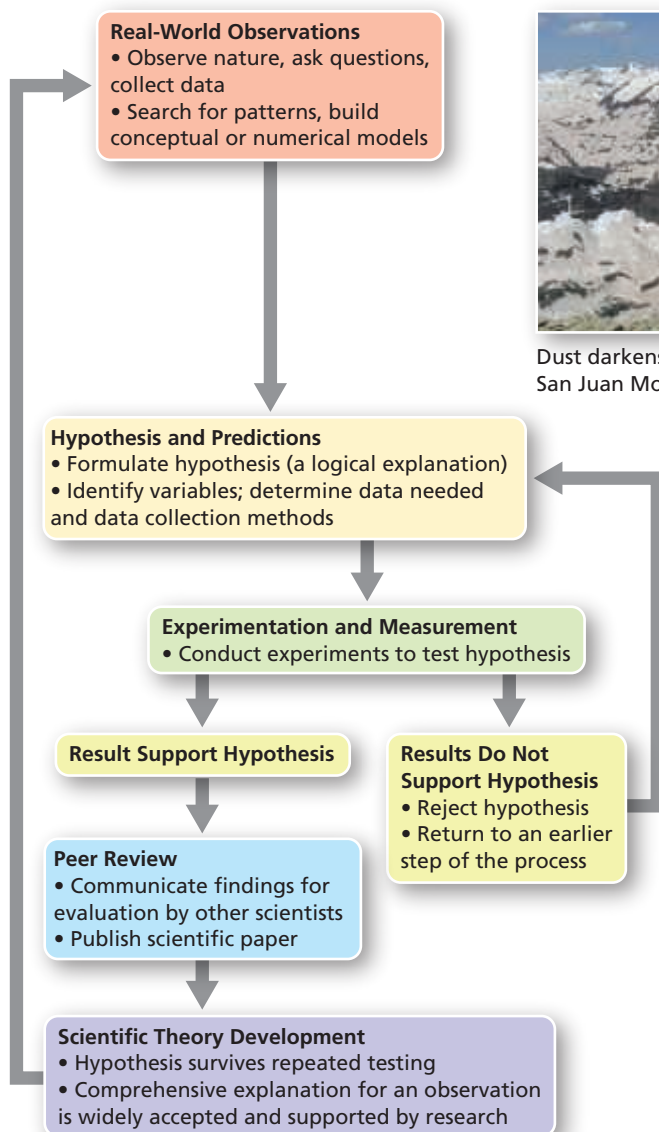 Real-World Observations
• Observe nature, ask questions,
collect data
• Search for patterns, build
conceptual or numerical models
Dust darkens
San Juan Mo
Hypothesis and Predictions
• Formulate hypothesis (a logical explanation)
• Identify variables; determine data needed
and data collection methods
Experimentation and Measurement
• Conduct experiments to test hypothesis
Result Support Hypothesis
Results Do Not
Support Hypothesis
• Reject hypothesis
• Return to an earlier
step of the process
Peer Review
• Communicate findings for
evaluation by other scientists
• Publish scientific paper
Scientific Theory Development
• Hypothesis survives repeated testing
• Comprehensive explanation for an observation
is widely accepted and supported by research